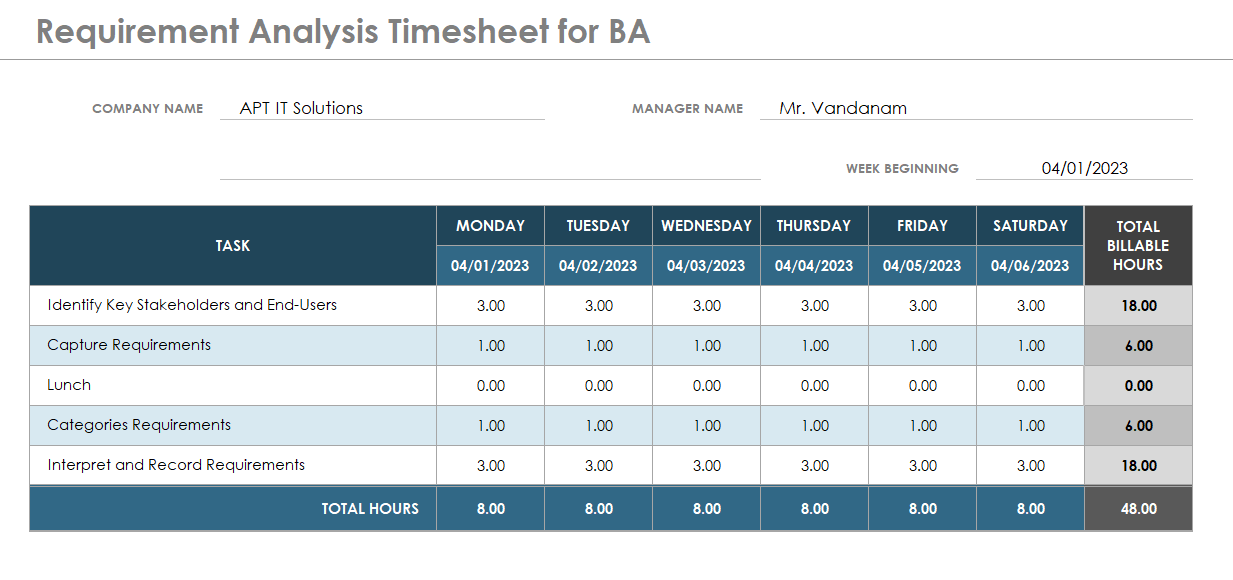 Requirement Analysis Timesheet for BA
COMPANY NAME APT IT Solutions MANAGER NAME Mr. Vandanam
WEEK BEGINNING 04/01/2023
TASK MONDAY TUESDAY WEDNESDAY THURSDAY FRIDAY SATURDAY TOTAL BILLABLE HOURS
04/01/2023 04/02/2023 04/03/2023 04/04/2023 04/05/2023 04/06/2023
Identify Key Stakeholders and End-Users 3.00 3.00 3.00 3.00 3.00 3.00 18.00
Capture Requirements 1.00 1.00 1.00 1.00 1.00 1.00 6.00
Lunch 0.00 0.00 0.00 0.00 0.00 0.00 0.00
Categories Requirements 1.00 1.00 1.00 1.00 1.00 1.00 6.00
Interpret and Record Requirements 3.00 3.00 3.00 3.00 3.00 3.00 18.00
TOTAL HOURS 8.00 8.00 8.00 8.00 8.00 8.00 48.00